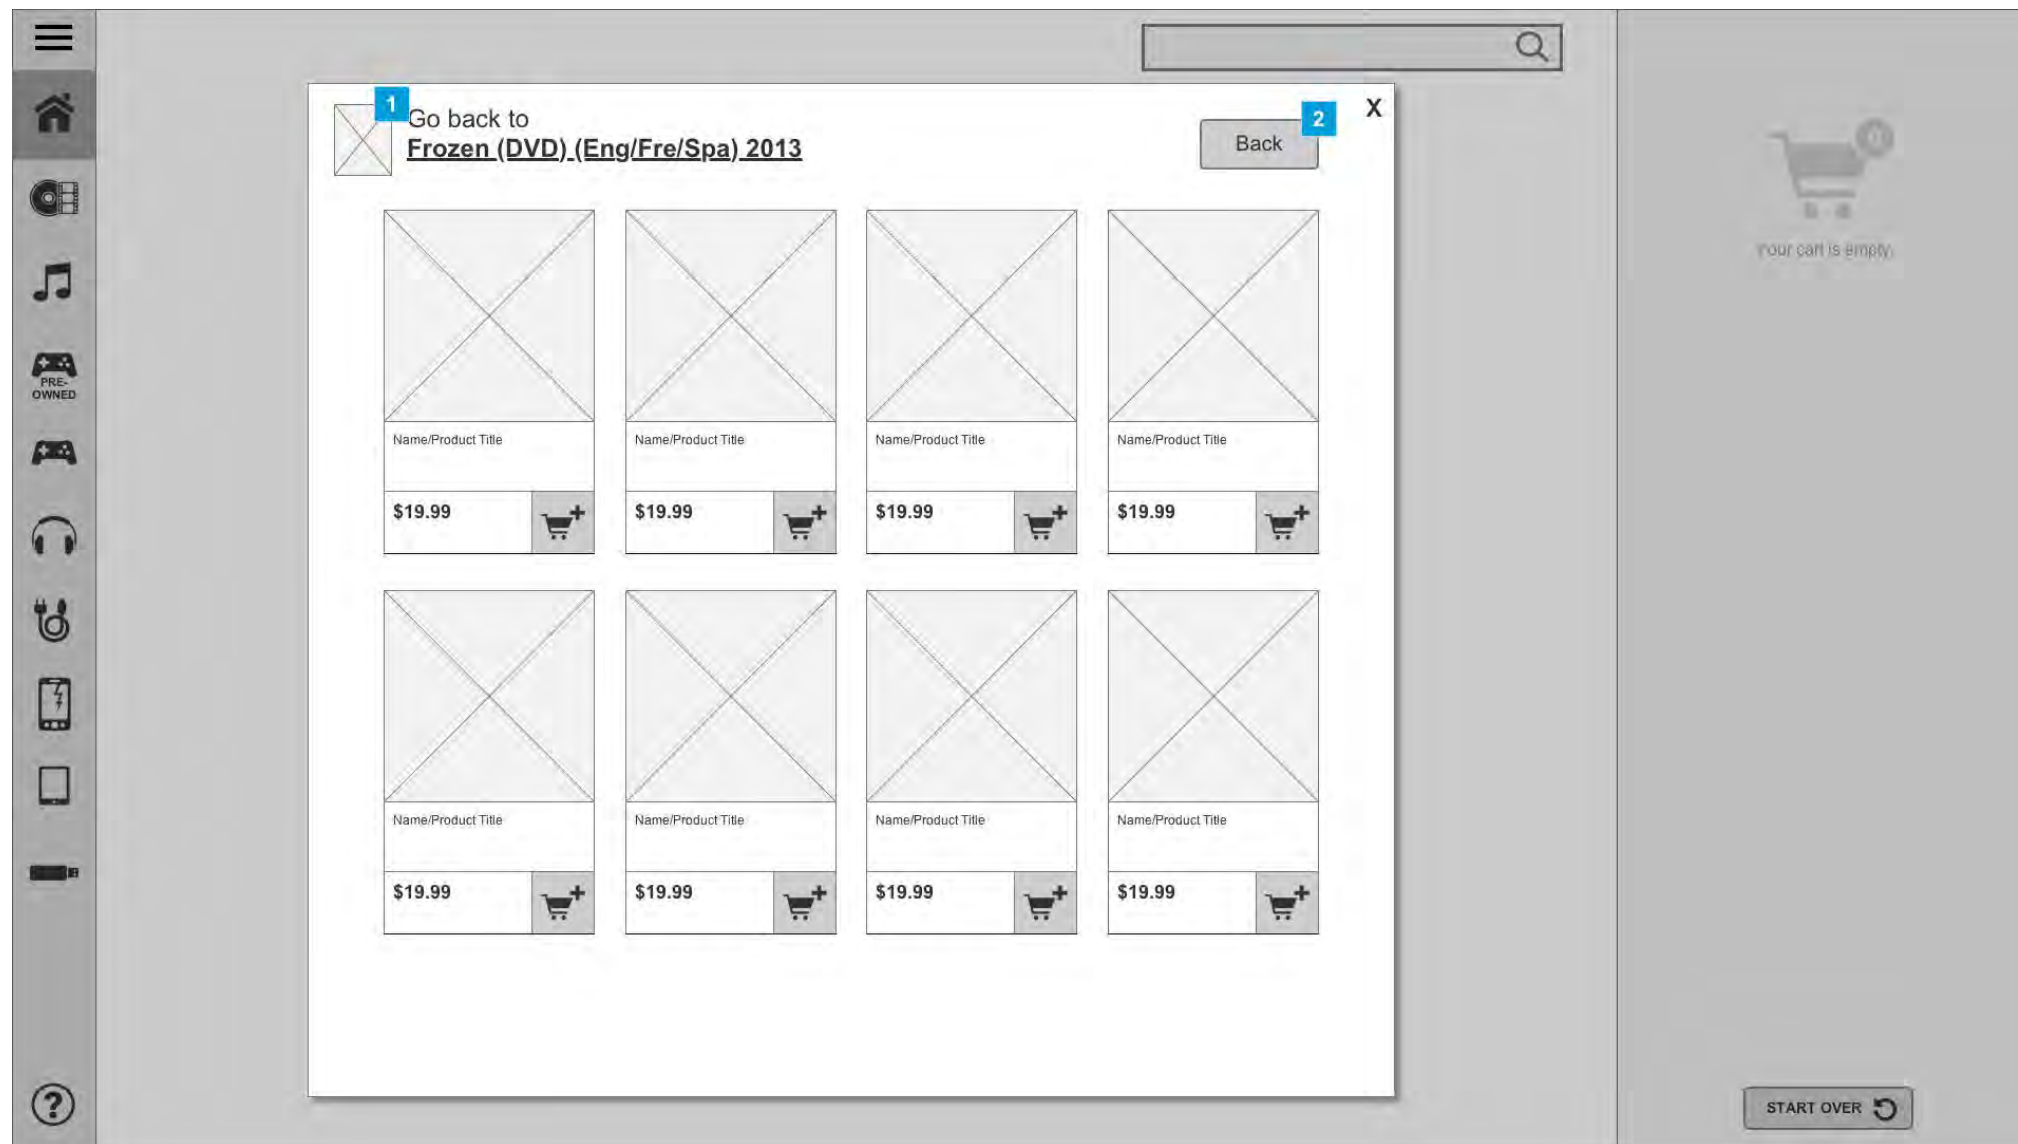 1
Go back to
Frozen (DVD) (Eng/Fre/Spa) 2013
2
Back
X
0
Your cart is empty.
PRE-
OWNED
Name/Product Title
Name/Product Title
Name/Product Title
Name/Product Title
$19.99
$19.99
$19.99
$19.99
Name/Product Title
Name/Product Title
Name/Product Title
Name/Product Title
$19.99
$19.99
$19.99
$19.99
?
START OVER